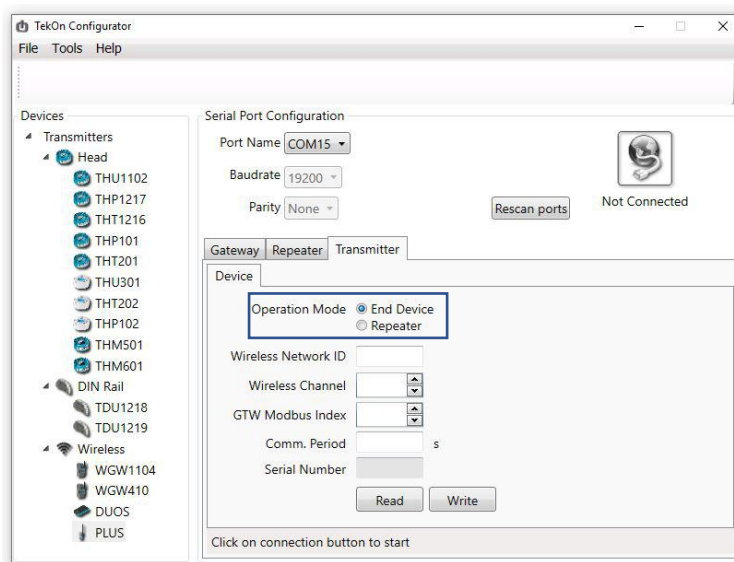 TekOn Configurator
File Tools Help
Devices
Transmitters
Head
THU1102
THP1217
THT1216
THP101
THT201
THU301
THT202
THP102
THM501
THM601
DIN Rail
TDU1218
TDU1219
Wireless
WGW1104
WGW410
DUOS
PLUS
Serial Port Configuration
Port Name COM15
Baudrate 19200
Parity None
Rescan ports
Not Connected
Gateway Repeater Transmitter
Device
Operation Mode End Device
Repeater
Wireless Network ID
Wireless Channel
GTW Modbus Index
Comm. Period s
Serial Number
Read Write
Click on connection button to start